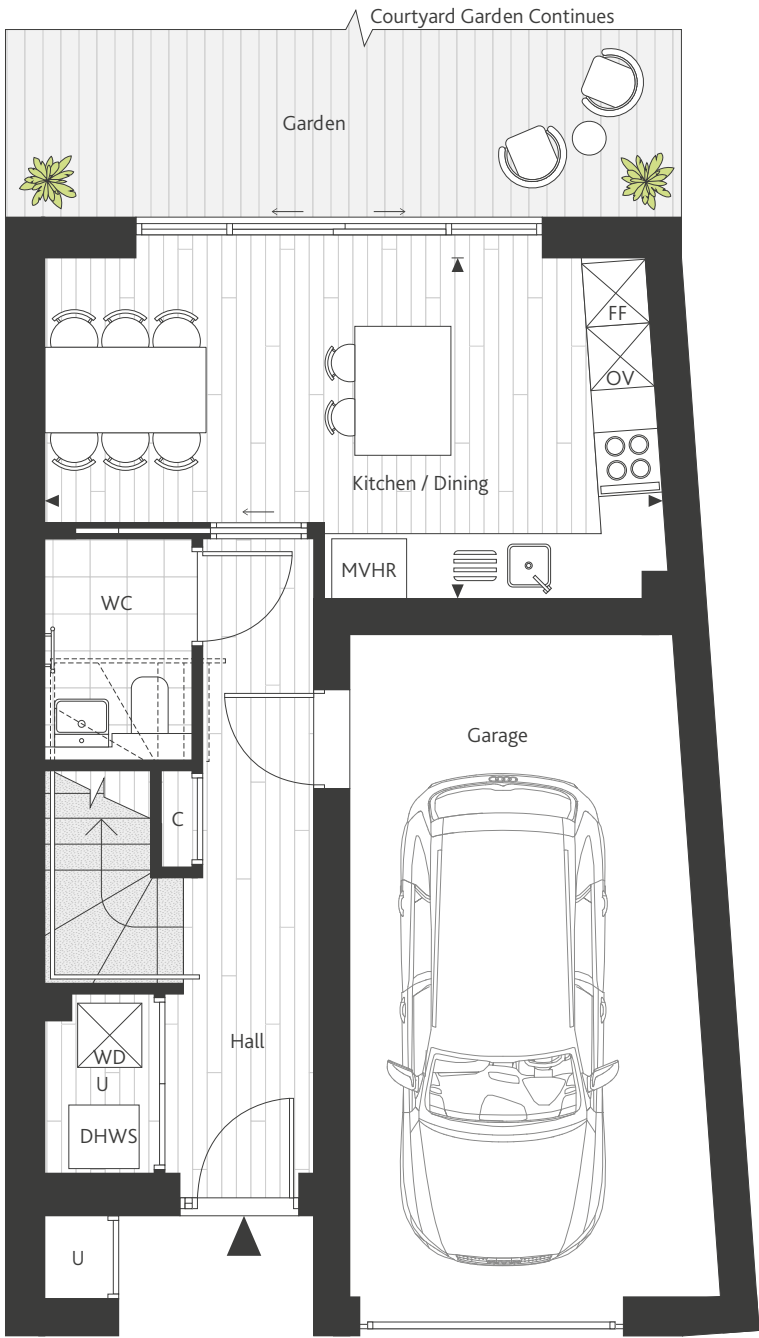 Courtyard Garden Continues
Garden
FF
OV
Kitchen / Dining
MVHR
WC
Garage
C
Hall
WD
U
DHWS
U